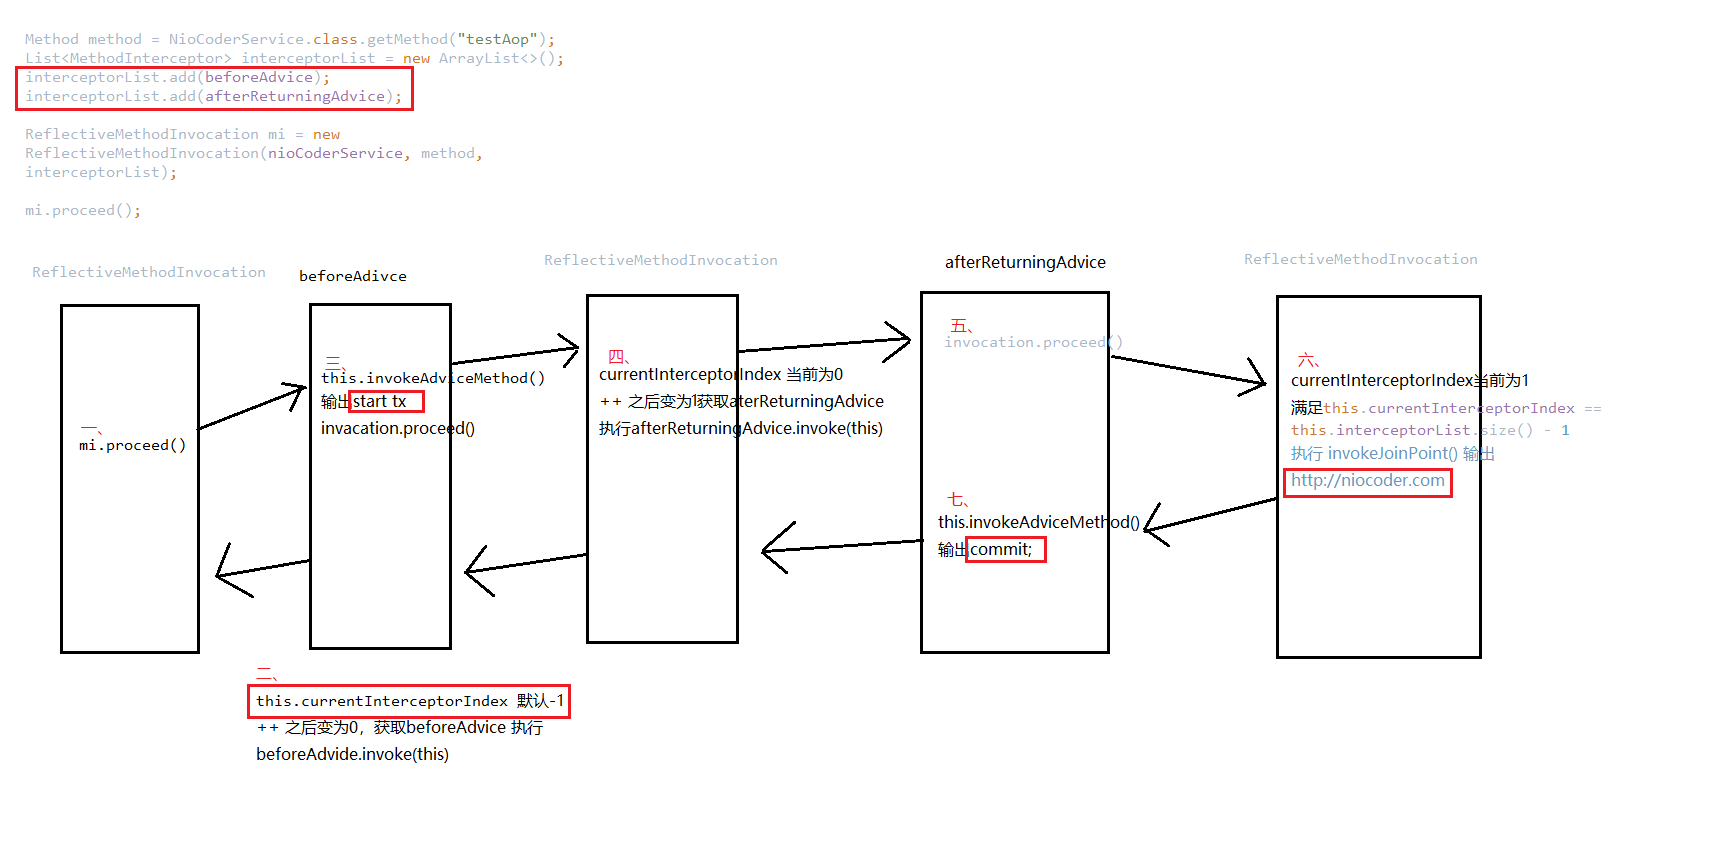 Method method = NioCoderService.class.getMethod("testAop");
List<MethodInterceptor> interceptorList = new ArrayList<>();
interceptorList.add(beforeAdvice);
interceptorList.add(afterReturningAdvice);
ReflectiveMethodInvocation mi = new
ReflectiveMethodInvocation(nioCoderService, method,
interceptorList);
mi.proceed();
ReflectiveMethodInvocation
一、
mi.proceed()
beforeAdivce
三、
this.invokeAdviceMethod()
输出start tx
invacation.proceed()
二、
this.currentInterceptorIndex 默认-1
++ 之后变为0，获取beforeAdvice 执行
beforeAdvide.invoke(this)
ReflectiveMethodInvocation
四、
currentInterceptorIndex 当前为0
++ 之后变为1获取aterReturningAdvice
执行afterReturningAdvice.invoke(this)
afterReturningAdvice
五、
invocation.proceed()
七、
this.invokeAdviceMethod()
输出commit;
ReflectiveMethodInvocation
六、
currentInterceptorIndex当前为1
满足this.currentInterceptorIndex ==
this.interceptorList.size() - 1
执行 invokeJoinPoint() 输出
http://niocoder.com